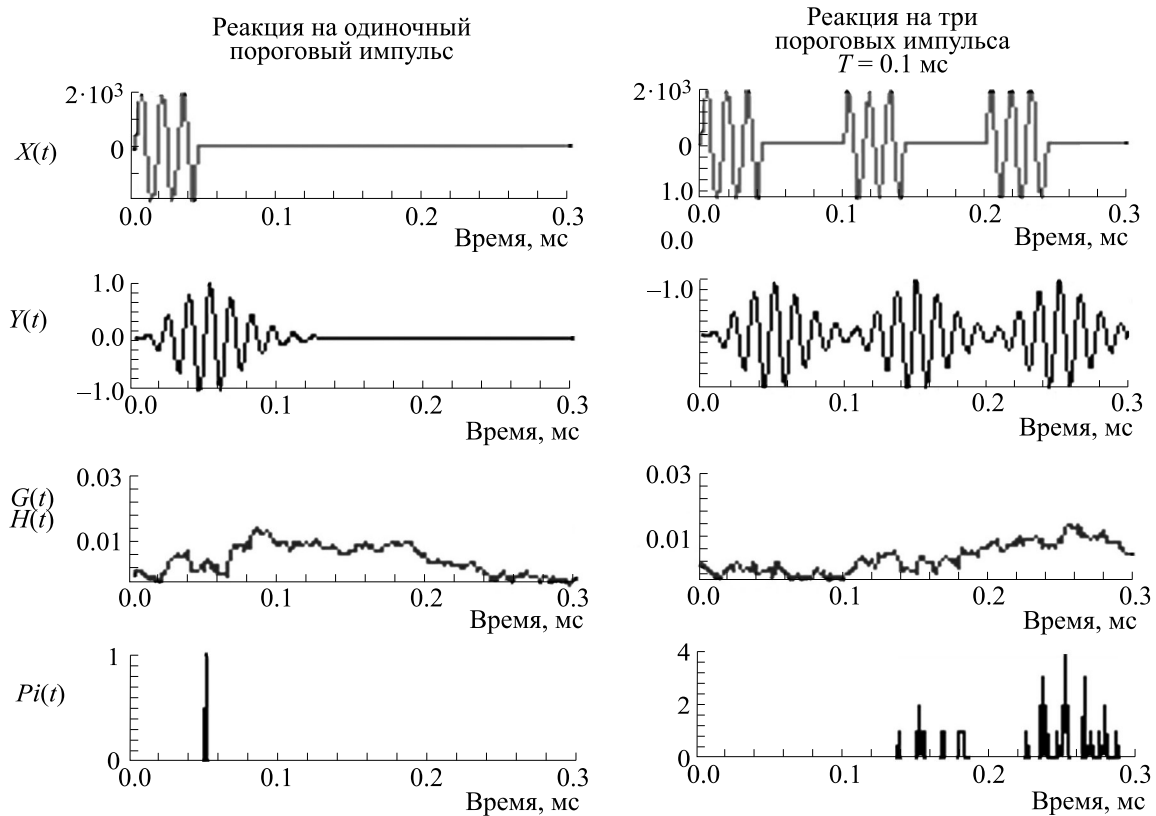 Реакция на одиночный
пороговый импульс
Реакция на три
пороговых импульса
T = 0.1 мс
X(t)
2·10³
0
0.0 0.1 0.2 0.3
Время, мс
2·10³
0
1.0
0.0
0.0 0.1 0.2 0.3
Время, мс
Y(t)
1.0
0.0
–1.0
0.0 0.1 0.2 0.3
Время, мс
–1.0
0.0 0.1 0.2 0.3
Время, мс
G(t)
H(t)
0.03
0.01
0.0 0.1 0.2 0.3
Время, мс
0.03
0.01
0.0 0.1 0.2 0.3
Время, мс
Pi(t)
1
0
0.0 0.1 0.2 0.3
Время, мс
4
2
0
0.0 0.1 0.2 0.3
Время, мс